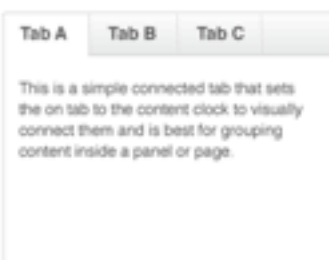 Tab A Tab B Tab C
This is a simple connected tab that sets
the on tab to the content clock to visually
connect them and is best for grouping
content inside a panel or page.